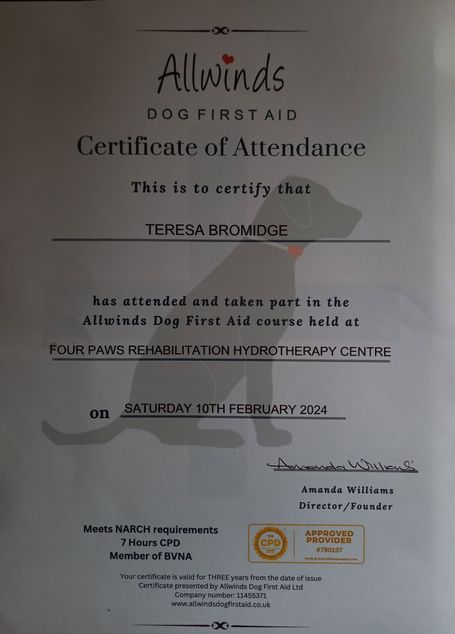 Allwinds
DOG FIRST AID
Certificate of Attendance
This is to certify that
TERESA BROMIDGE
has attended and taken part in the
Allwinds Dog First Aid course held at
FOUR PAWS REHABILITATION HYDROTHERAPY CENTRE
on SATURDAY 10TH FEBRUARY 2024
Amanda Williams
Amanda Williams
Director/Founder
Meets NARCH requirements
7 Hours CPD
Member of BVNA
THE
CPD
APPROVED
PROVIDER
#780197
Your certificate is valid for THREE years from the date of issue
Certificate presented by Allwinds Dog First Aid Ltd
Company number: 11455371
www.allwindsdogfirstaid.co.uk